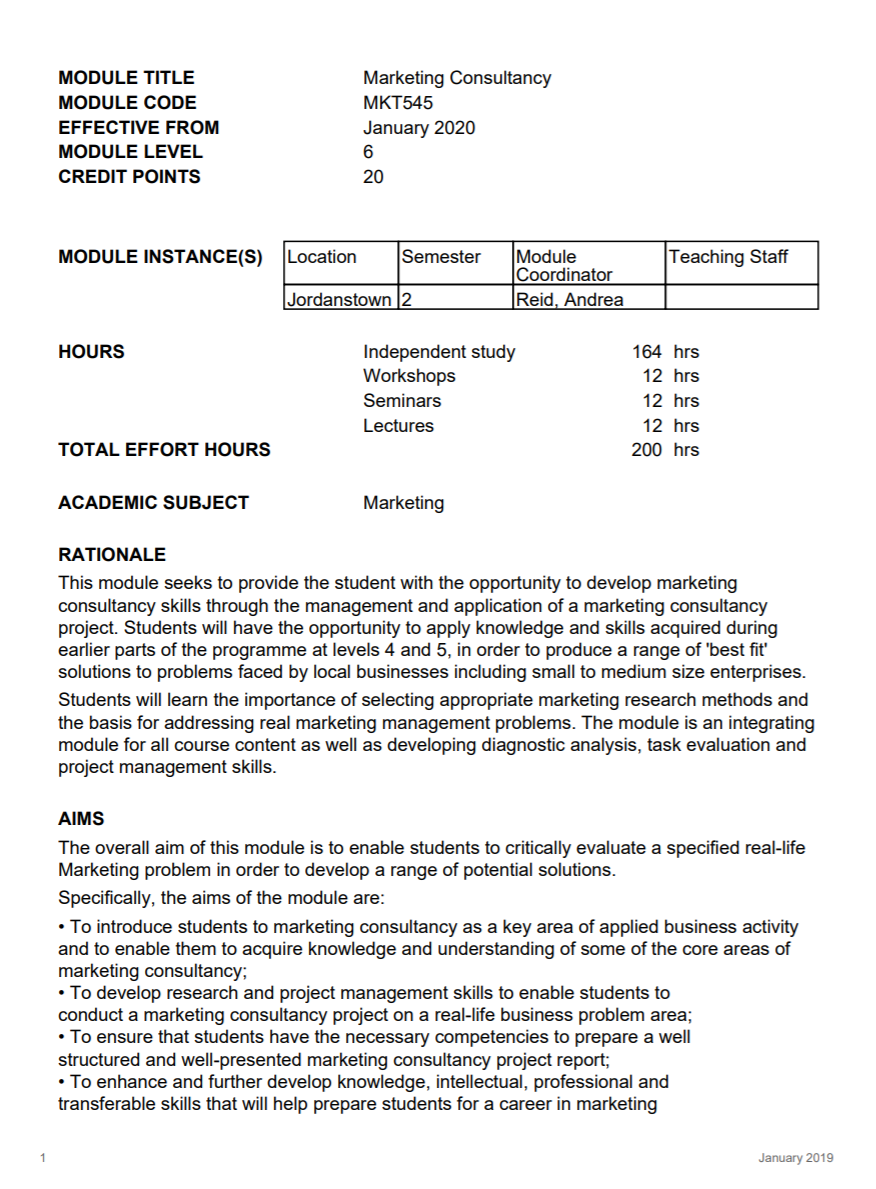 MODULE TITLE Marketing Consultancy
MODULE CODE MKT545
EFFECTIVE FROM January 2020
MODULE LEVEL 6
CREDIT POINTS 20
MODULE INSTANCE(S) Location Semester Module Coordinator Teaching Staff
Jordanstown 2 Reid, Andrea
HOURS Independent study 164 hrs
Workshops 12 hrs
Seminars 12 hrs
Lectures 12 hrs
TOTAL EFFORT HOURS 200 hrs
ACADEMIC SUBJECT Marketing
RATIONALE
This module seeks to provide the student with the opportunity to develop marketing
consultancy skills through the management and application of a marketing consultancy
project. Students will have the opportunity to apply knowledge and skills acquired during
earlier parts of the programme at levels 4 and 5, in order to produce a range of 'best fit'
solutions to problems faced by local businesses including small to medium size enterprises.
Students will learn the importance of selecting appropriate marketing research methods and
the basis for addressing real marketing management problems. The module is an integrating
module for all course content as well as developing diagnostic analysis, task evaluation and
project management skills.
AIMS
The overall aim of this module is to enable students to critically evaluate a specified real-life
Marketing problem in order to develop a range of potential solutions.
Specifically, the aims of the module are:
• To introduce students to marketing consultancy as a key area of applied business activity
and to enable them to acquire knowledge and understanding of some of the core areas of
marketing consultancy;
• To develop research and project management skills to enable students to
conduct a marketing consultancy project on a real-life business problem area;
• To ensure that students have the necessary competencies to prepare a well
structured and well-presented marketing consultancy project report;
• To enhance and further develop knowledge, intellectual, professional and
transferable skills that will help prepare students for a career in marketing
1 January 2019